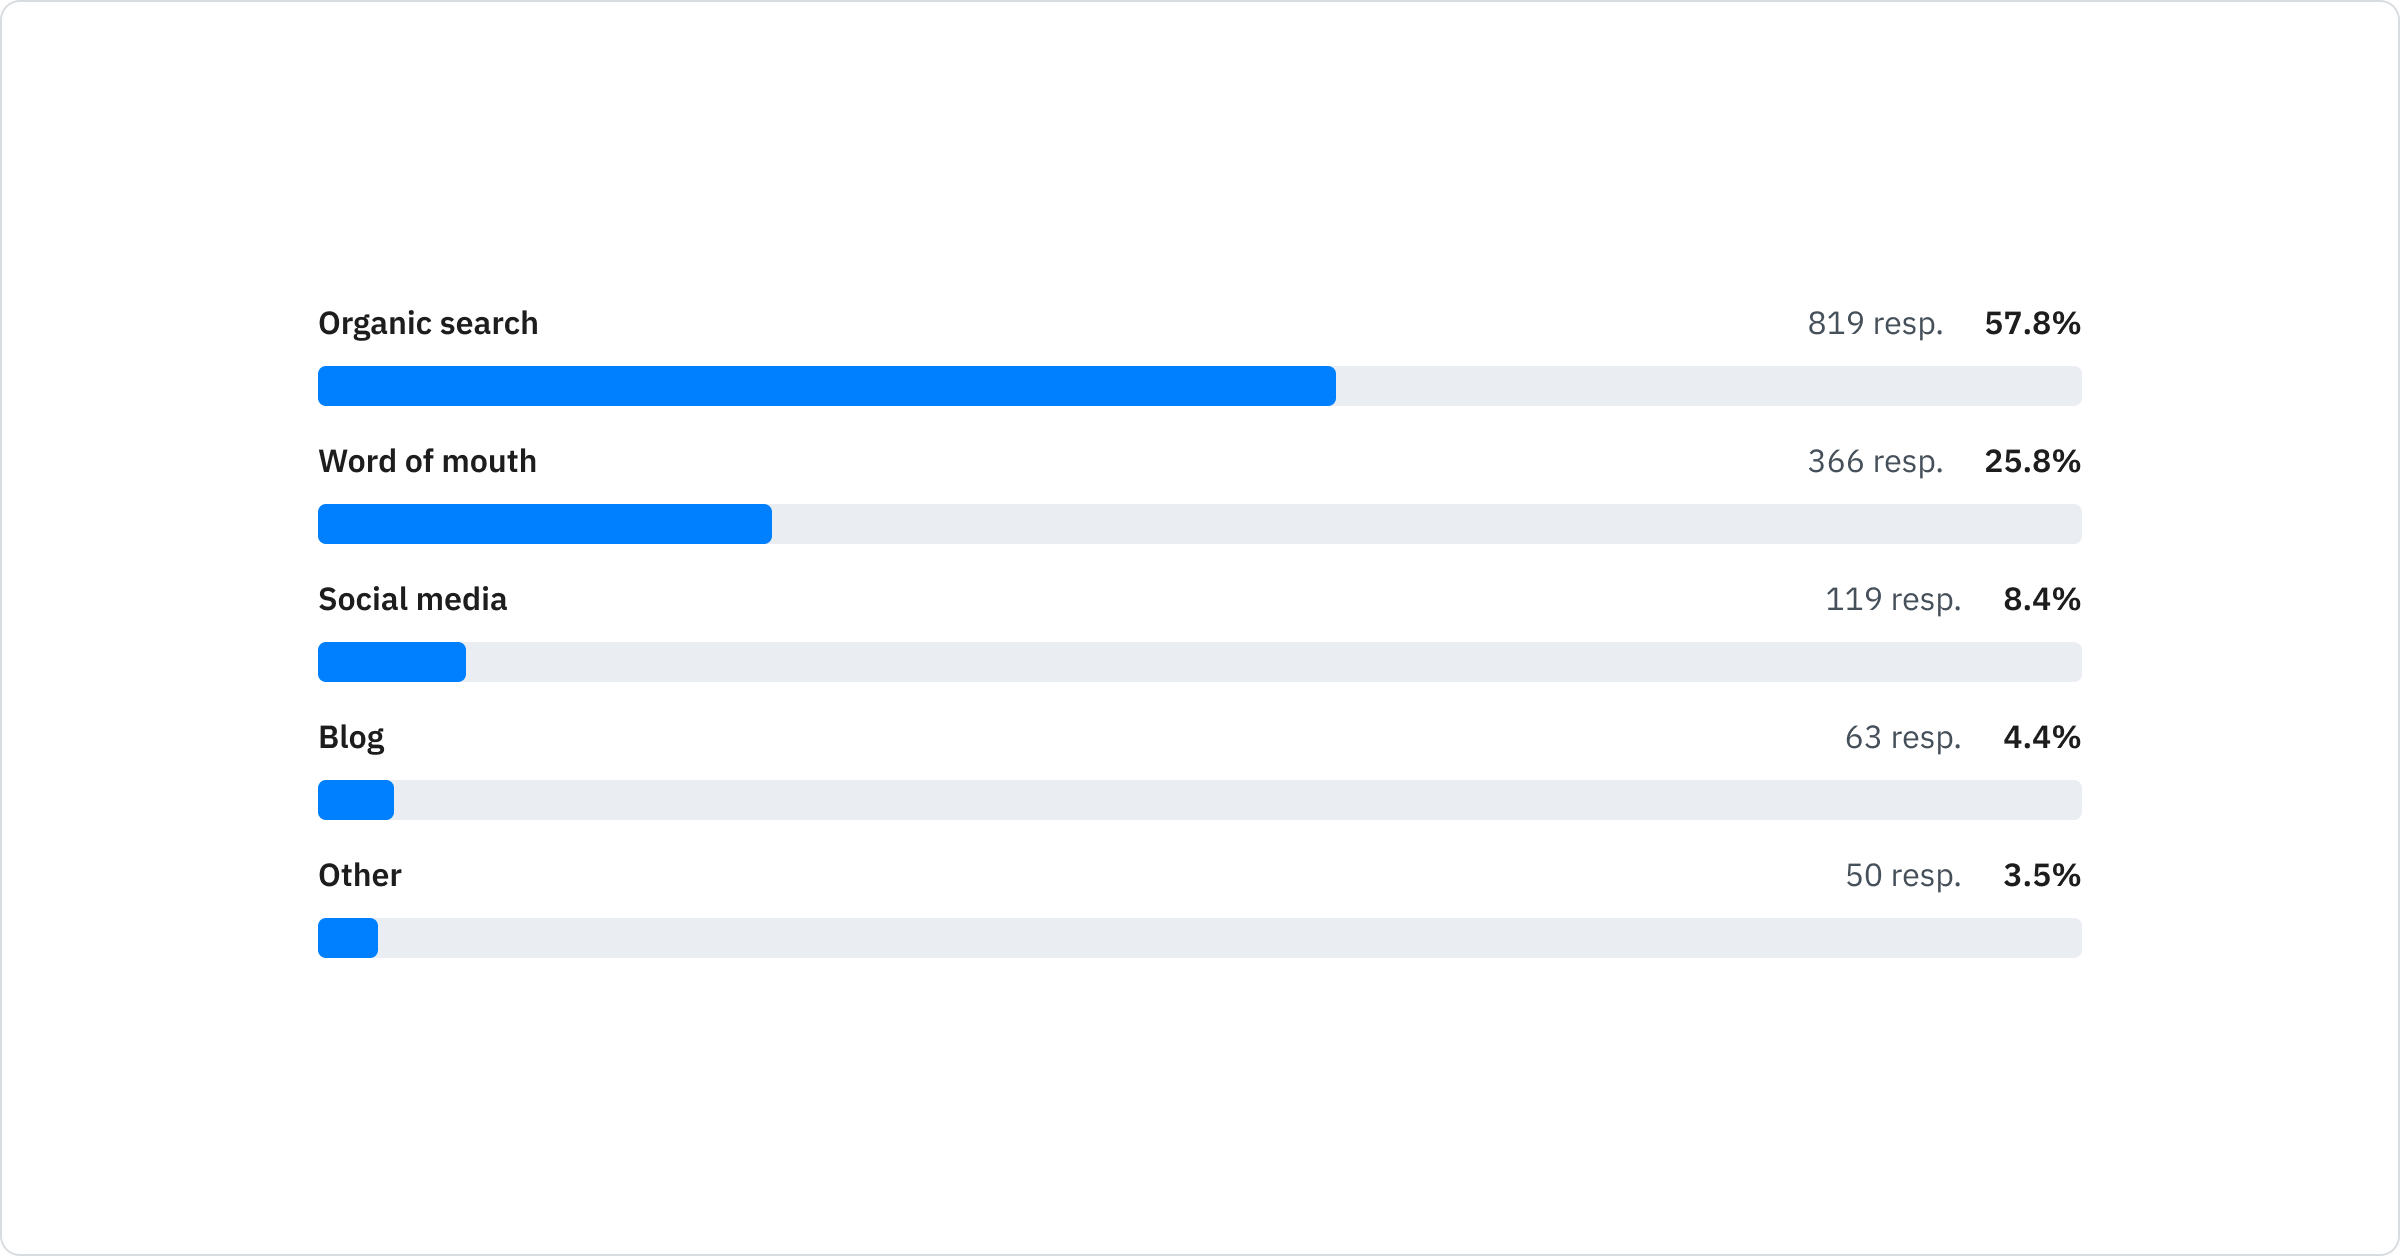 Organic search 819 resp. 57.8%
Word of mouth 366 resp. 25.8%
Social media 119 resp. 8.4%
Blog 63 resp. 4.4%
Other 50 resp. 3.5%